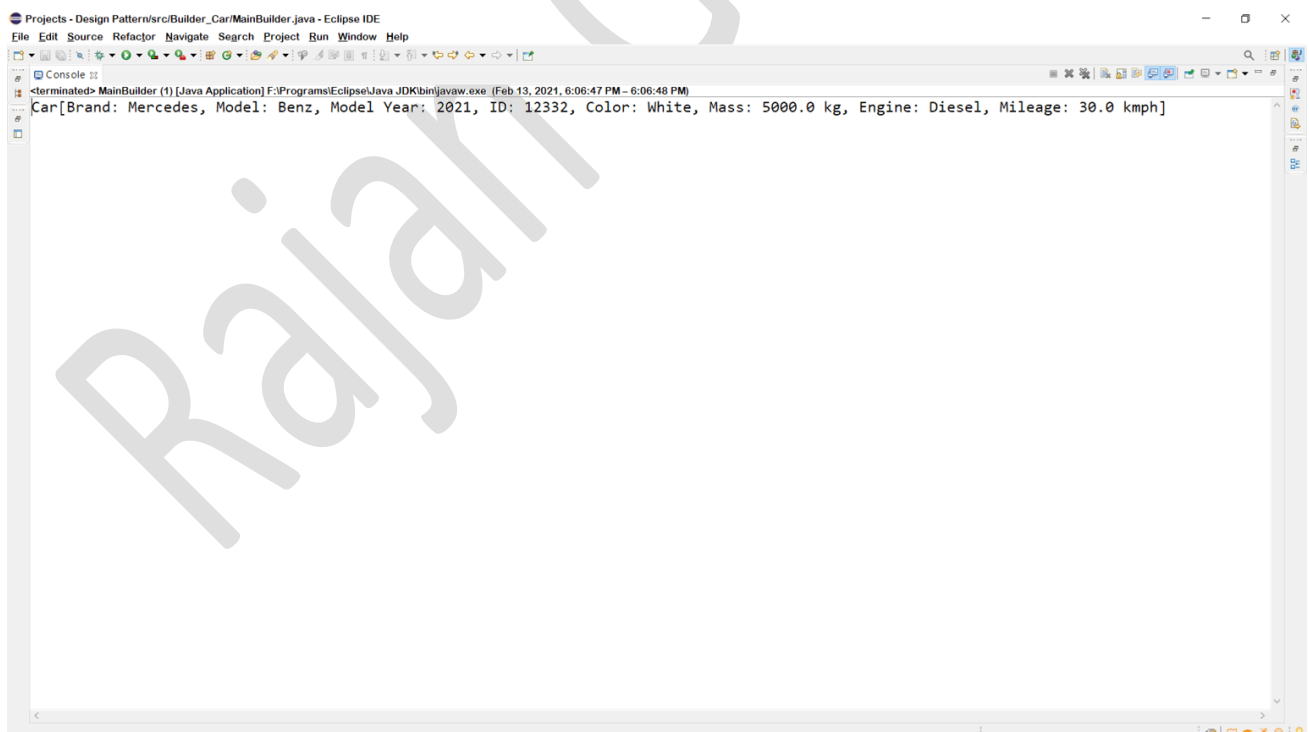 Projects - Design Pattern/src/Builder_Car/MainBuilder.java - Eclipse IDE
File Edit Source Refactor Navigate Search Project Run Window Help
Console
<terminated> MainBuilder (1) [Java Application] F:\Programs\Eclipse\Java JDK\bin\javaw.exe (Feb 13, 2021, 6:06:47 PM – 6:06:48 PM)
Car[Brand: Mercedes, Model: Benz, Model Year: 2021, ID: 12332, Color: White, Mass: 5000.0 kg, Engine: Diesel, Mileage: 30.0 kmph]